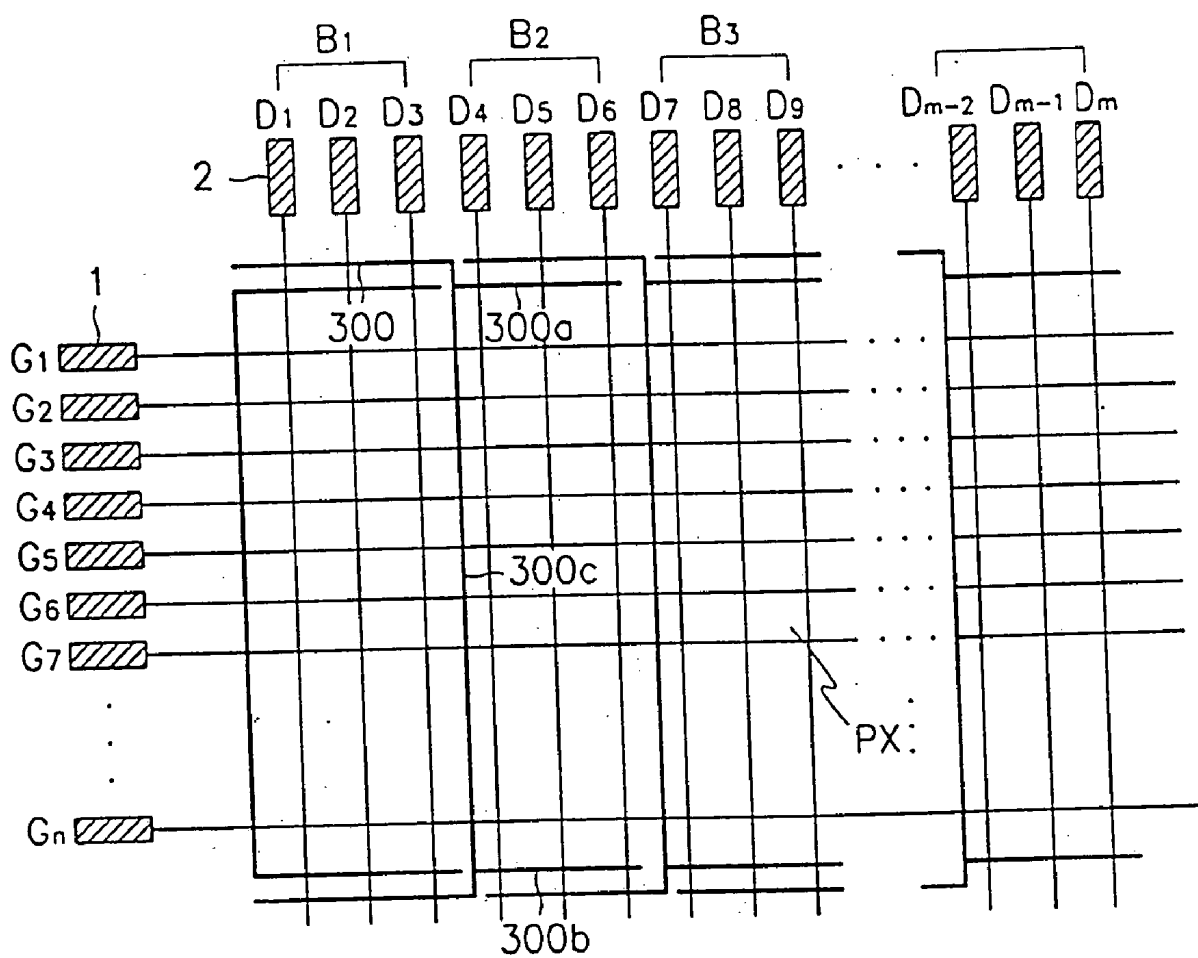 B1 B2 B3
D1 D2 D3 D4 D5 D6 D7 D8 D9 Dm-2 Dm-1 Dm
2
1
300 300a
G1
G2
G3
G4
G5
300c
G6
G7
PX
Gn
300b